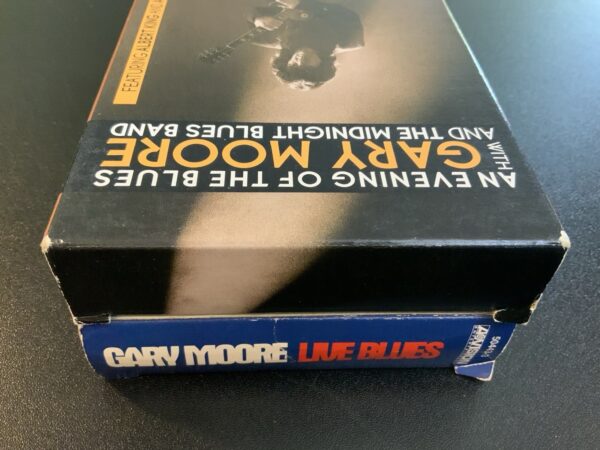 AN EVENING OF THE BLUES
WITH GARY MOORE
AND THE MIDNIGHT BLUES BAND
FEATURING ALBERT KING
GARY MOORE LIVE BLUES